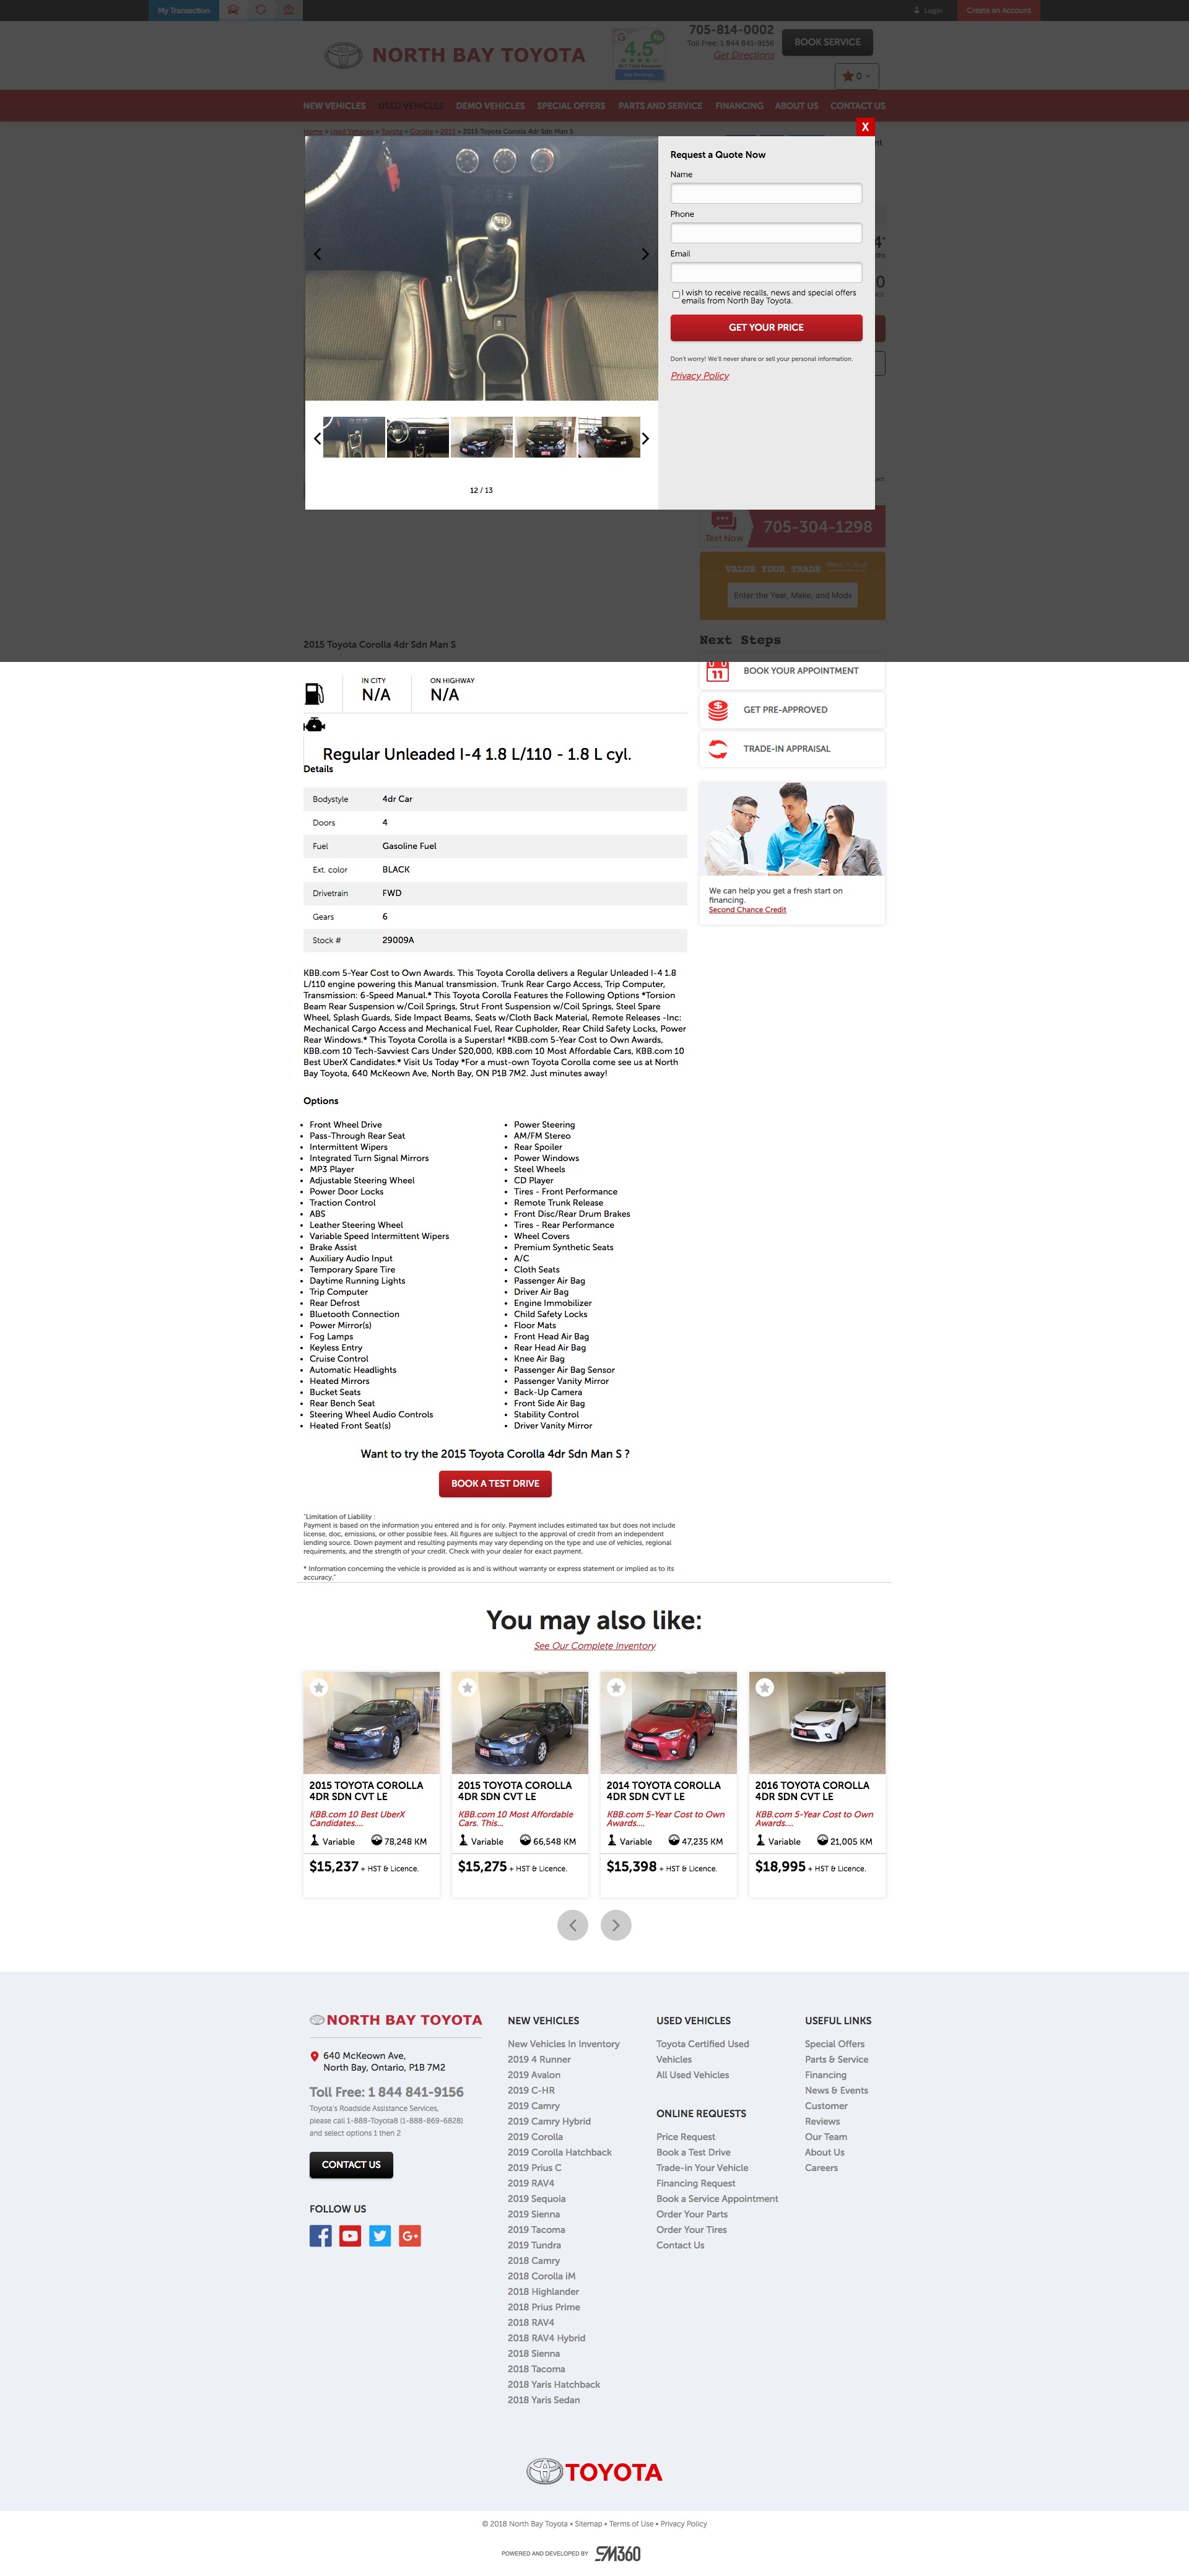 My Transaction
Login
Create an Account
NORTH BAY TOYOTA
4.5
705-814-0002
Toll Free: 1 844 841-9156
Get Directions
BOOK SERVICE
0
NEW VEHICLES USED VEHICLES DEMO VEHICLES SPECIAL OFFERS PARTS AND SERVICE FINANCING ABOUT US CONTACT US
Home » Used Vehicles » Toyota » Corolla » 2015 » 2015 Toyota Corolla 4dr Sdn Man S
X
Request a Quote Now
Name
Phone
Email
I wish to receive recalls, news and special offers
emails from North Bay Toyota.
GET YOUR PRICE
Don't worry! We'll never share or sell your personal information.
Privacy Policy
12 / 13
Text Now
705-304-1298
VALUE YOUR TRADE
Enter the Year, Make, and Mode
Next Steps
BOOK YOUR APPOINTMENT
GET PRE-APPROVED
TRADE-IN APPRAISAL
We can help you get a fresh start on
financing.
Second Chance Credit
2015 Toyota Corolla 4dr Sdn Man S
IN CITY
N/A
ON HIGHWAY
N/A
Regular Unleaded I-4 1.8 L/110 - 1.8 L cyl.
Details
Bodystyle 4dr Car
Doors 4
Fuel Gasoline Fuel
Ext. color BLACK
Drivetrain FWD
Gears 6
Stock # 29009A
KBB.com 5-Year Cost to Own Awards. This Toyota Corolla delivers a Regular Unleaded I-4 1.8
L/110 engine powering this Manual transmission. Trunk Rear Cargo Access, Trip Computer,
Transmission: 6-Speed Manual.* This Toyota Corolla Features the Following Options *Torsion
Beam Rear Suspension w/Coil Springs, Strut Front Suspension w/Coil Springs, Steel Spare
Wheel, Splash Guards, Side Impact Beams, Seats w/Cloth Back Material, Remote Releases -Inc:
Mechanical Cargo Access and Mechanical Fuel, Rear Cupholder, Rear Child Safety Locks, Power
Rear Windows.* This Toyota Corolla is a Superstar! *KBB.com 5-Year Cost to Own Awards,
KBB.com 10 Tech-Savviest Cars Under $20,000, KBB.com 10 Most Affordable Cars, KBB.com 10
Best UberX Candidates.* Visit Us Today *For a must-own Toyota Corolla come see us at North
Bay Toyota, 640 McKeown Ave, North Bay, ON P1B 7M2. Just minutes away!
Options
Front Wheel Drive
Pass-Through Rear Seat
Intermittent Wipers
Integrated Turn Signal Mirrors
MP3 Player
Adjustable Steering Wheel
Power Door Locks
Traction Control
ABS
Leather Steering Wheel
Variable Speed Intermittent Wipers
Brake Assist
Auxiliary Audio Input
Temporary Spare Tire
Daytime Running Lights
Trip Computer
Rear Defrost
Bluetooth Connection
Power Mirror(s)
Fog Lamps
Keyless Entry
Cruise Control
Automatic Headlights
Heated Mirrors
Bucket Seats
Rear Bench Seat
Steering Wheel Audio Controls
Heated Front Seat(s)
Power Steering
AM/FM Stereo
Rear Spoiler
Power Windows
Steel Wheels
CD Player
Tires - Front Performance
Remote Trunk Release
Front Disc/Rear Drum Brakes
Tires - Rear Performance
Wheel Covers
Premium Synthetic Seats
A/C
Cloth Seats
Passenger Air Bag
Driver Air Bag
Engine Immobilizer
Child Safety Locks
Floor Mats
Front Head Air Bag
Rear Head Air Bag
Knee Air Bag
Passenger Air Bag Sensor
Passenger Vanity Mirror
Back-Up Camera
Front Side Air Bag
Stability Control
Driver Vanity Mirror
Want to try the 2015 Toyota Corolla 4dr Sdn Man S ?
BOOK A TEST DRIVE
"Limitation of Liability :
Payment is based on the information you entered and is for only. Payment includes estimated tax but does not include
license, doc, emissions, or other possible fees. All figures are subject to the approval of credit from an independent
lending source. Down payment and resulting payments may vary depending on the type and use of vehicles, regional
requirements, and the strength of your credit. Check with your dealer for exact payment.
* Information concerning the vehicle is provided as is and is without warranty or express statement or implied as to its
accuracy."
You may also like:
See Our Complete Inventory
2015 TOYOTA COROLLA
4DR SDN CVT LE
KBB.com 10 Best UberX
Candidates....
Variable 78,248 KM
$15,237 + HST & Licence.
2015 TOYOTA COROLLA
4DR SDN CVT LE
KBB.com 10 Most Affordable
Cars. This...
Variable 66,548 KM
$15,275 + HST & Licence.
2014 TOYOTA COROLLA
4DR SDN CVT LE
KBB.com 5-Year Cost to Own
Awards....
Variable 47,235 KM
$15,398 + HST & Licence.
2016 TOYOTA COROLLA
4DR SDN CVT LE
KBB.com 5-Year Cost to Own
Awards....
Variable 21,005 KM
$18,995 + HST & Licence.
NORTH BAY TOYOTA
640 McKeown Ave,
North Bay, Ontario, P1B 7M2
Toll Free: 1 844 841-9156
Toyota's Roadside Assistance Services,
please call 1-888-Toyota8 (1-888-869-6828)
and select options 1 then 2
CONTACT US
FOLLOW US
NEW VEHICLES
New Vehicles In Inventory
2019 4 Runner
2019 Avalon
2019 C-HR
2019 Camry
2019 Camry Hybrid
2019 Corolla
2019 Corolla Hatchback
2019 Prius C
2019 RAV4
2019 Sequoia
2019 Sienna
2019 Tacoma
2019 Tundra
2018 Camry
2018 Corolla iM
2018 Highlander
2018 Prius Prime
2018 RAV4
2018 RAV4 Hybrid
2018 Sienna
2018 Tacoma
2018 Yaris Hatchback
2018 Yaris Sedan
USED VEHICLES
Toyota Certified Used
Vehicles
All Used Vehicles
ONLINE REQUESTS
Price Request
Book a Test Drive
Trade-in Your Vehicle
Financing Request
Book a Service Appointment
Order Your Parts
Order Your Tires
Contact Us
USEFUL LINKS
Special Offers
Parts & Service
Financing
News & Events
Customer
Reviews
Our Team
About Us
Careers
TOYOTA
© 2018 North Bay Toyota • Sitemap • Terms of Use • Privacy Policy
POWERED AND DEVELOPED BY SM360